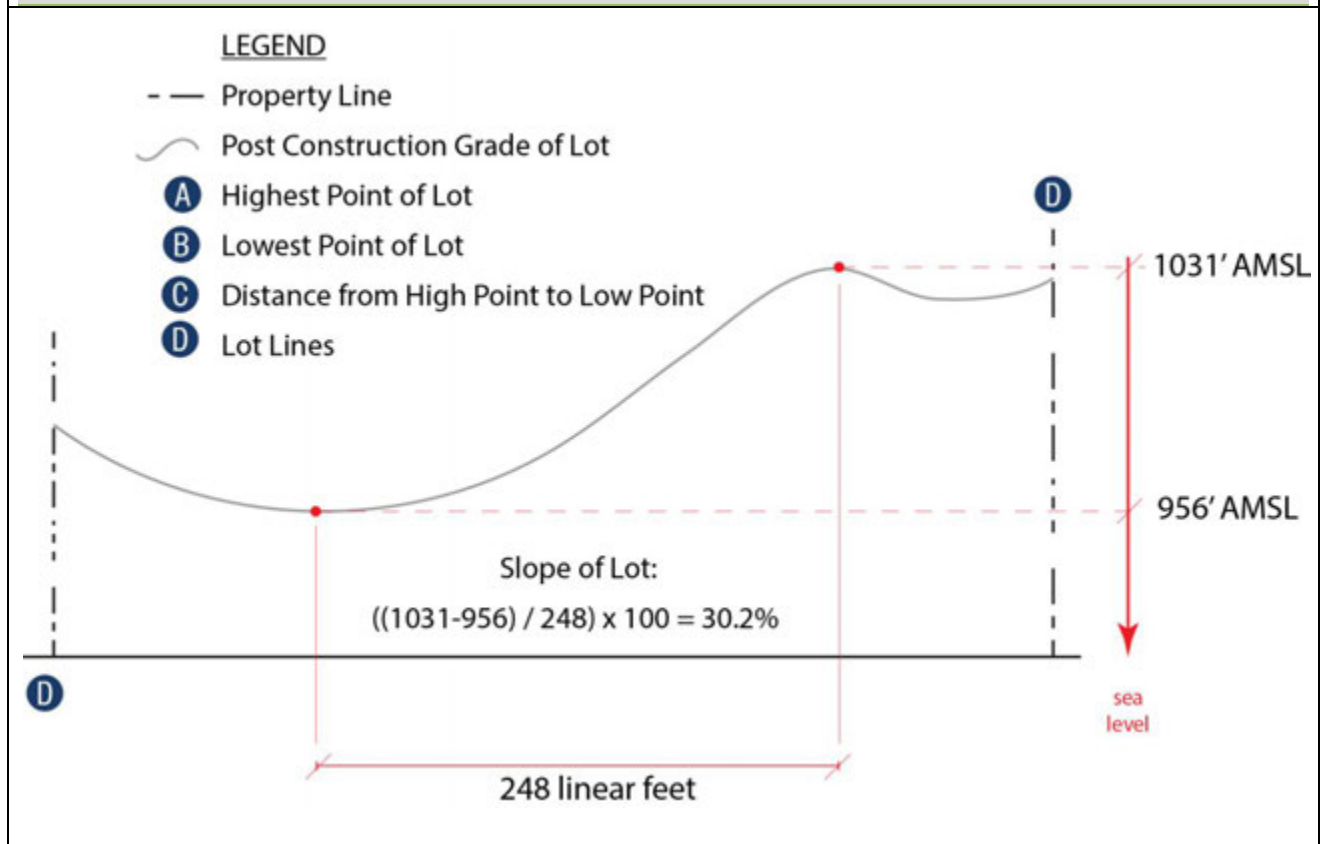 LEGEND
Property Line
Post Construction Grade of Lot
A Highest Point of Lot
B Lowest Point of Lot
C Distance from High Point to Low Point
D Lot Lines
D
1031’ AMSL
956’ AMSL
Slope of Lot:
((1031-956) / 248) x 100 = 30.2%
D
sea
level
248 linear feet